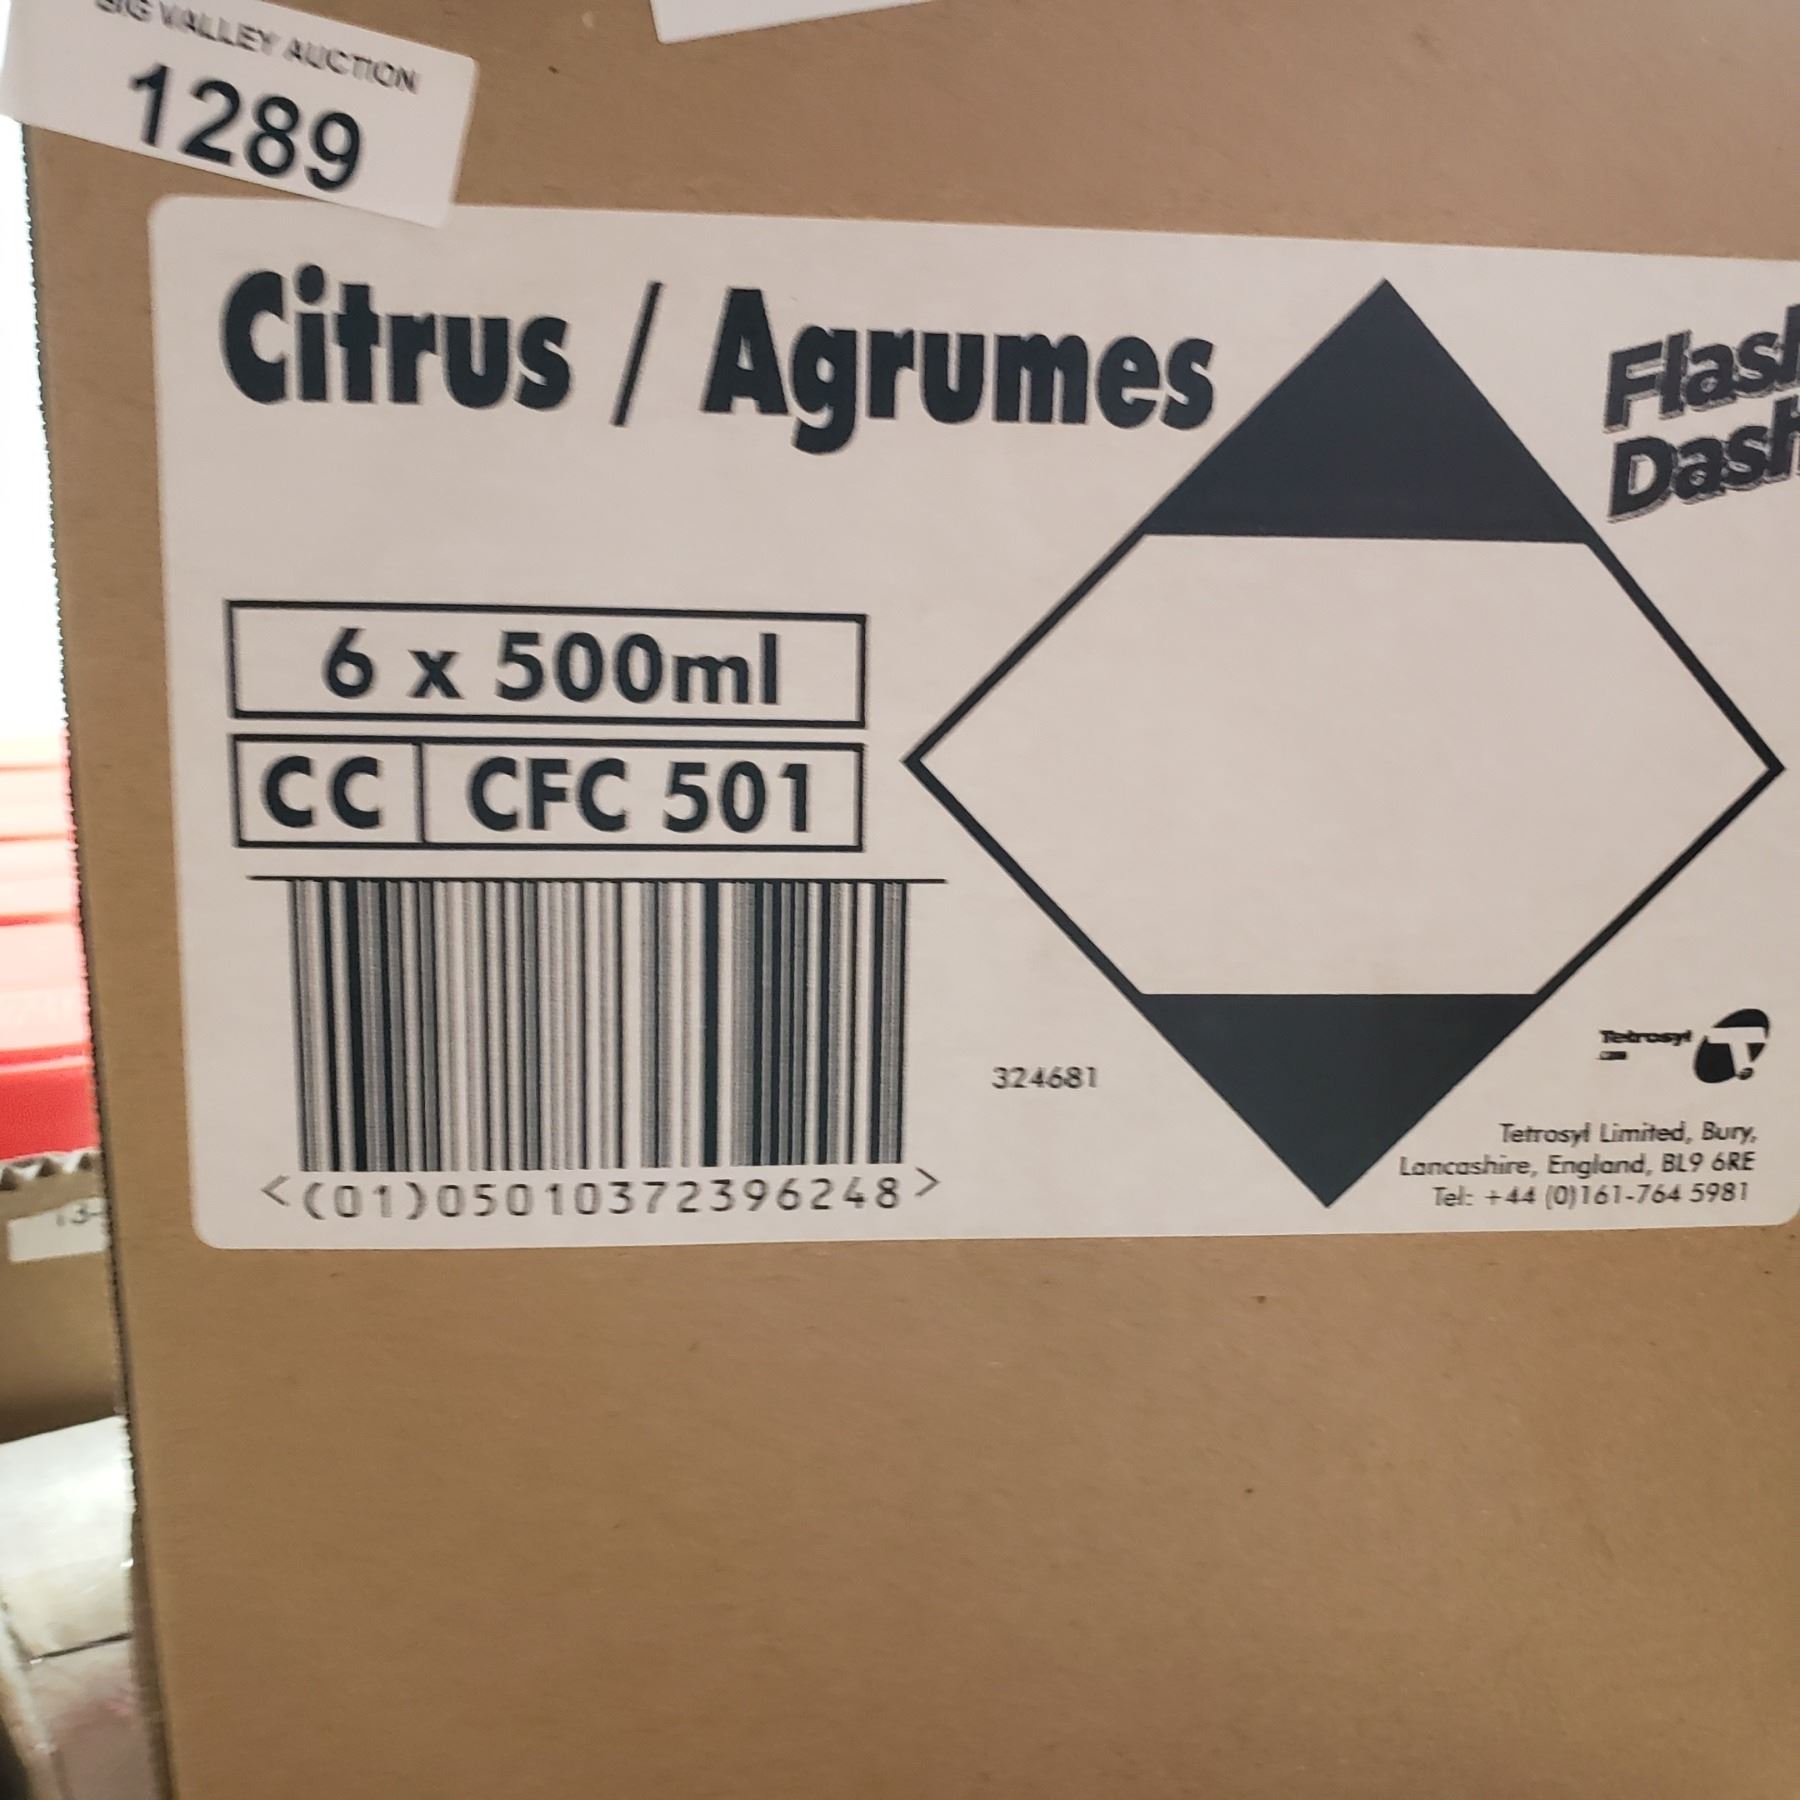 BIG VALLEY AUCTION
1289
Citrus / Agrumes
Flash
Dash
6 x 500ml
CC CFC 501
<(01)05010372396248>
324681
Tetrosyl
.com
Tetrosyl Limited, Bury,
Lancashire, England, BL9 6RE
Tel: +44 (0)161-764 5981